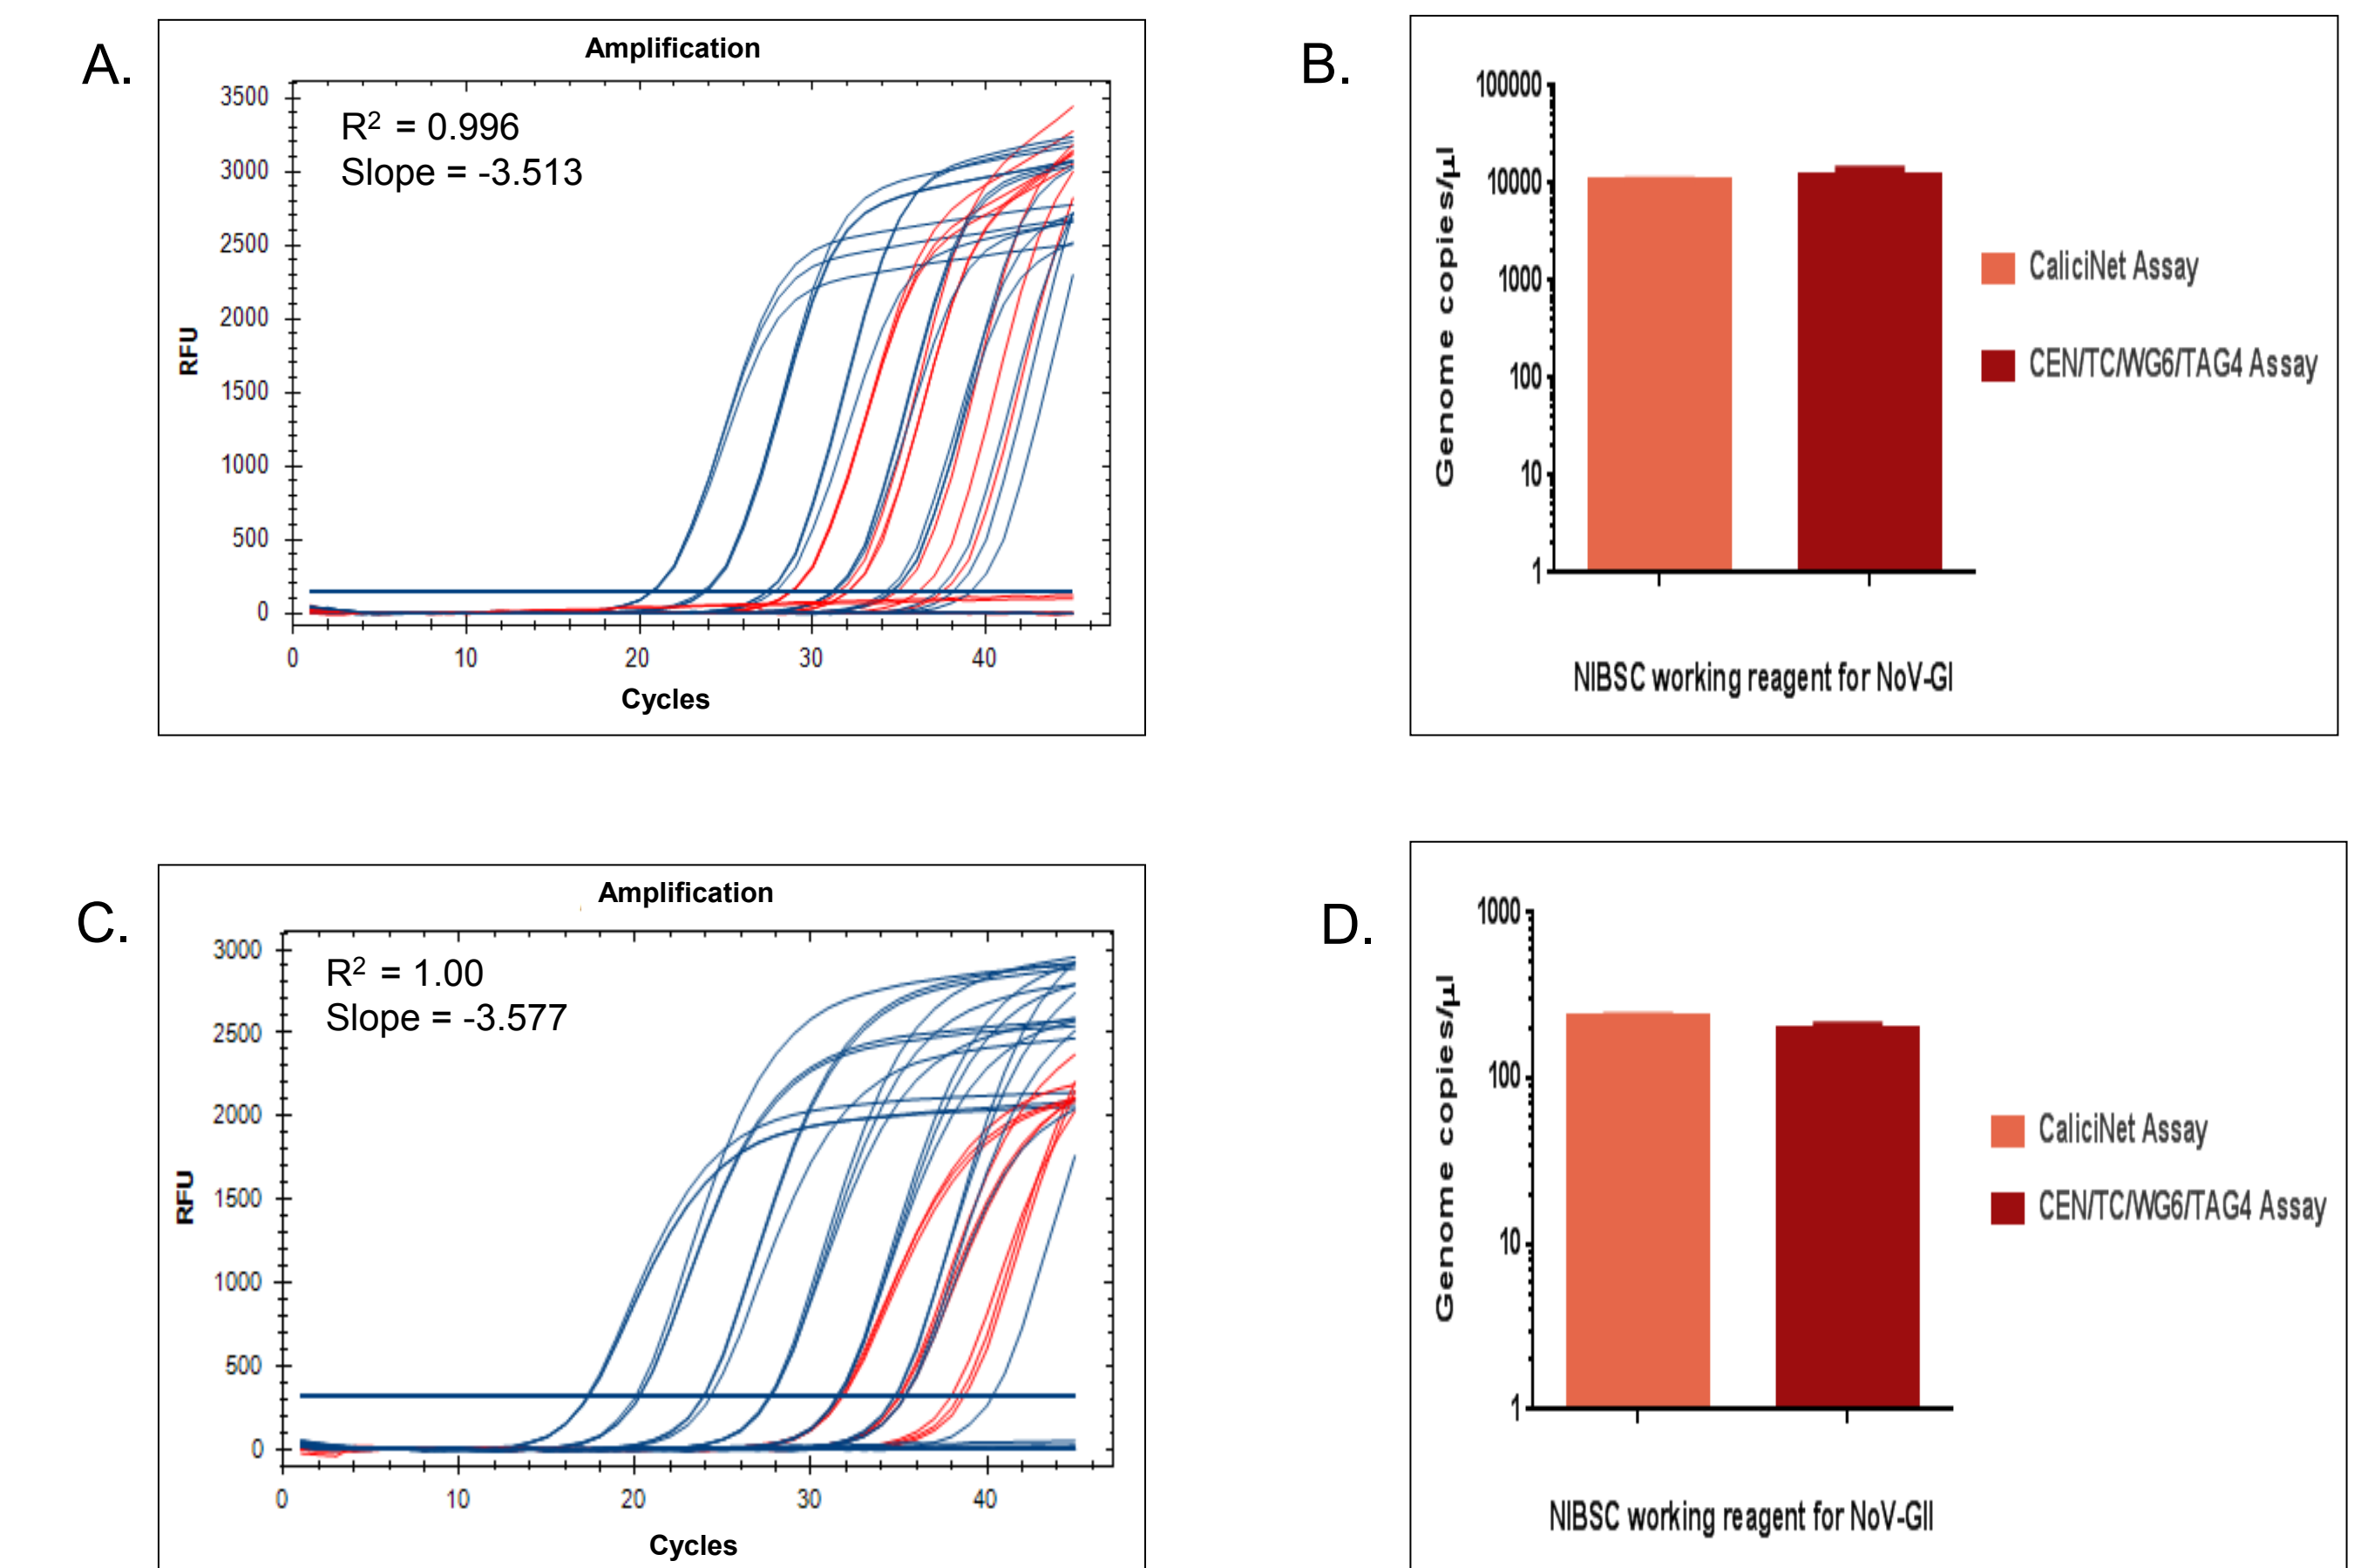 A.
Amplification
R² = 0.996
Slope = -3.513
3500
3000
2500
2000
1500
1000
500
0
RFU
0 10 20 30 40
Cycles
B.
100000
10000
1000
100
10
1
Genome copies/µl
CaliciNet Assay
CEN/TC/WG6/TAG4 Assay
NIBSC working reagent for NoV-GI
C.
Amplification
R² = 1.00
Slope = -3.577
3000
2500
2000
1500
1000
500
0
RFU
0 10 20 30 40
Cycles
D.
1000
100
10
1
Genome copies/µl
CaliciNet Assay
CEN/TC/WG6/TAG4 Assay
NIBSC working reagent for NoV-GII